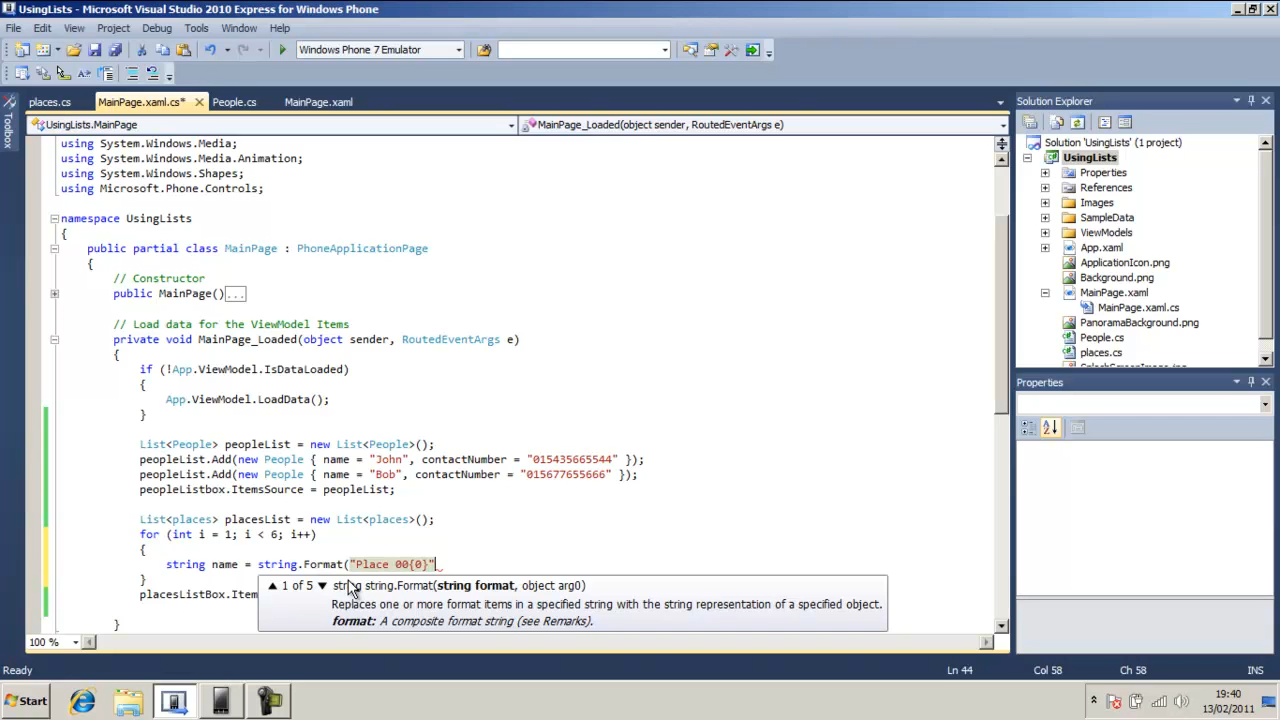 UsingLists - Microsoft Visual Studio 2010 Express for Windows Phone
File Edit View Project Debug Tools Window Help
Windows Phone 7 Emulator
places.cs MainPage.xaml.cs* People.cs MainPage.xaml
Solution Explorer
UsingLists.MainPage MainPage_Loaded(object sender, RoutedEventArgs e)
Toolbox
using System.Windows.Media;
using System.Windows.Media.Animation;
using System.Windows.Shapes;
using Microsoft.Phone.Controls;
namespace UsingLists
{
public partial class MainPage : PhoneApplicationPage
{
// Constructor
public MainPage()...
// Load data for the ViewModel Items
private void MainPage_Loaded(object sender, RoutedEventArgs e)
{
if (!App.ViewModel.IsDataLoaded)
{
App.ViewModel.LoadData();
}
List<People> peopleList = new List<People>();
peopleList.Add(new People { name = "John", contactNumber = "015435665544" });
peopleList.Add(new People { name = "Bob", contactNumber = "015677655666" });
peopleListbox.ItemsSource = peopleList;
List<places> placesList = new List<places>();
for (int i = 1; i < 6; i++)
{
string name = string.Format("Place 00{0}"
}
placesListBox.Item
}
1 of 5 string string.Format(string format, object arg0)
Replaces one or more format items in a specified string with the string representation of a specified object.
format: A composite format string (see Remarks).
Solution 'UsingLists' (1 project)
UsingLists
Properties
References
Images
SampleData
ViewModels
App.xaml
ApplicationIcon.png
Background.png
MainPage.xaml
MainPage.xaml.cs
PanoramaBackground.png
People.cs
places.cs
Properties
100 %
Ready Ln 44 Col 58 Ch 58 INS
Start
19:40
13/02/2011